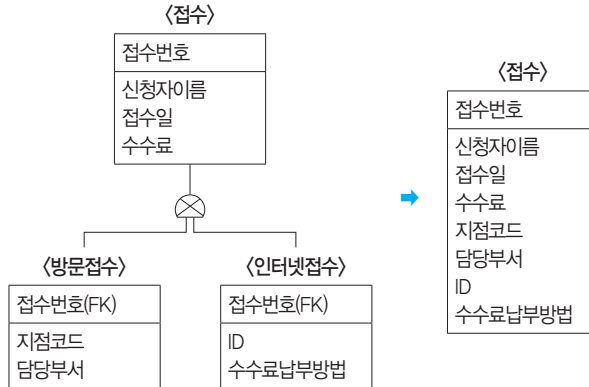 〈접수〉
접수번호
신청자이름
접수일
수수료
〈방문접수〉
접수번호(FK)
지점코드
담당부서
〈인터넷접수〉
접수번호(FK)
ID
수수료납부방법
〈접수〉
접수번호
신청자이름
접수일
수수료
지점코드
담당부서
ID
수수료납부방법